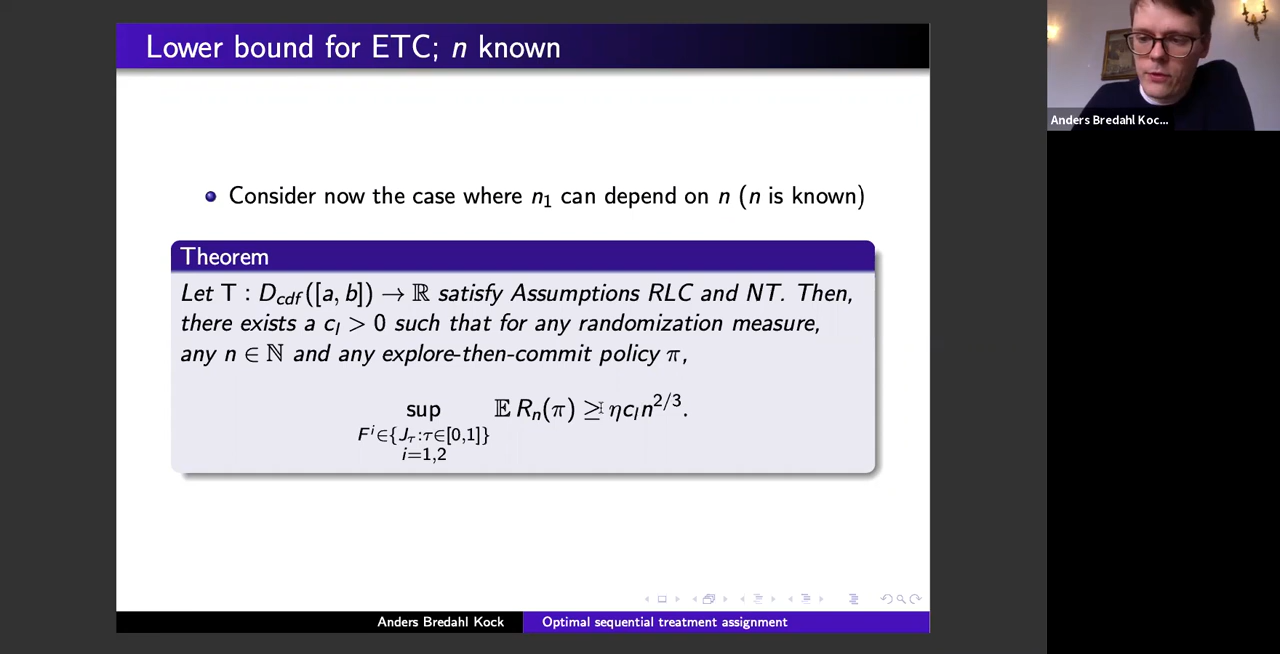 Lower bound for ETC; n known
Anders Bredahl Koc...
Consider now the case where n₁ can depend on n (n is known)
Theorem
Let T : D_cdf([a, b]) → ℝ satisfy Assumptions RLC and NT. Then,
there exists a c_l > 0 such that for any randomization measure,
any n ∈ ℕ and any explore-then-commit policy π,
sup 𝔼 R_n(π) ≥ ηc_l n^{2/3}.
F^i∈{J_τ:τ∈[0,1]}
i=1,2
Anders Bredahl Kock
Optimal sequential treatment assignment